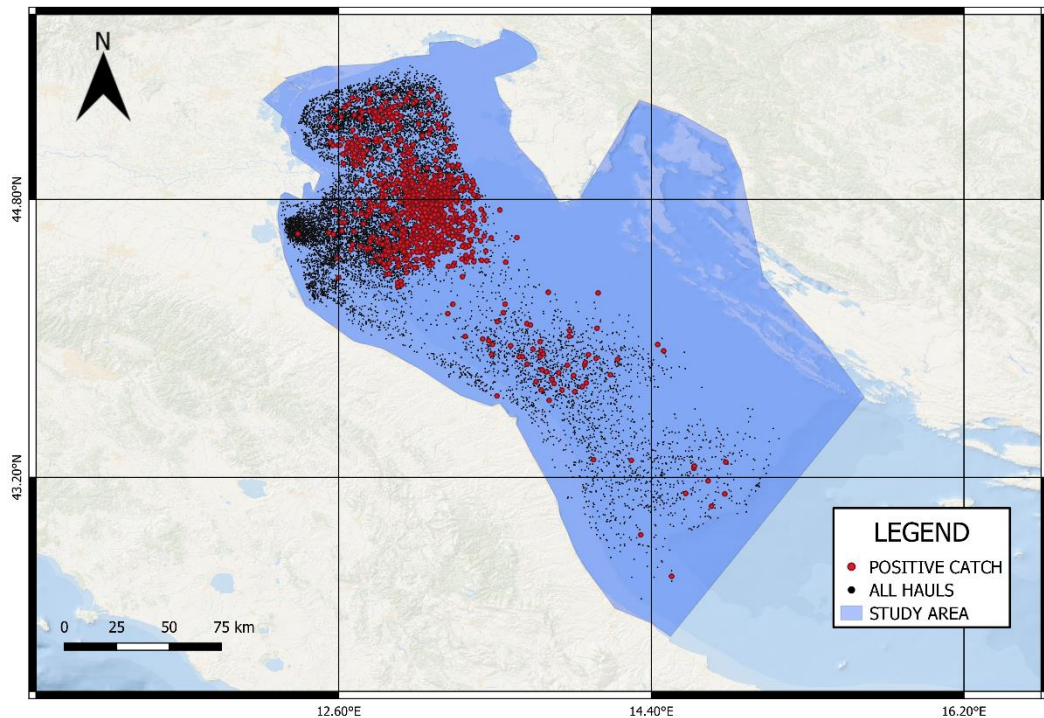 N
44.80°N
43.20°N
LEGEND
POSITIVE CATCH
ALL HAULS
STUDY AREA
0 25 50 75 km
12.60°E 14.40°E 16.20°E